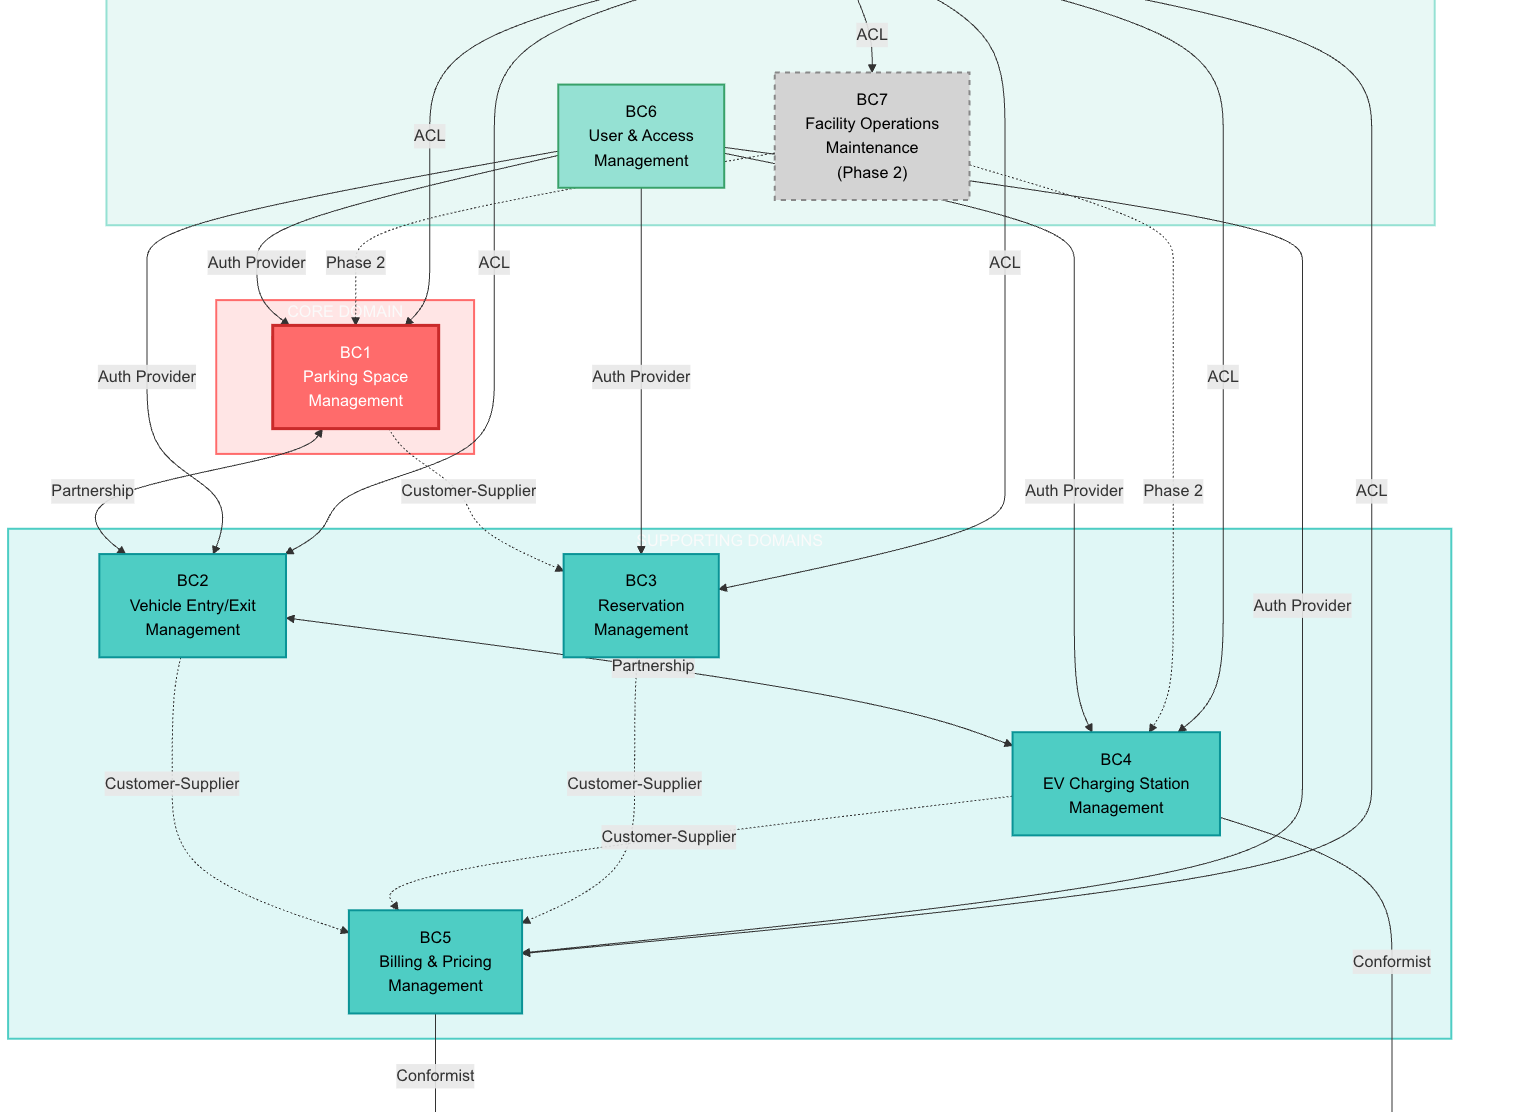 ACL
BC6
User & Access
Management
BC7
Facility Operations
Maintenance
(Phase 2)
ACL
Auth Provider
Phase 2
ACL
ACL
CORE DOMAIN
BC1
Parking Space
Management
Auth Provider
Auth Provider
ACL
Partnership
Customer-Supplier
Auth Provider
Phase 2
ACL
SUPPORTING DOMAINS
BC2
Vehicle Entry/Exit
Management
BC3
Reservation
Management
Auth Provider
Partnership
BC4
EV Charging Station
Management
Customer-Supplier
Customer-Supplier
Customer-Supplier
BC5
Billing & Pricing
Management
Conformist
Conformist